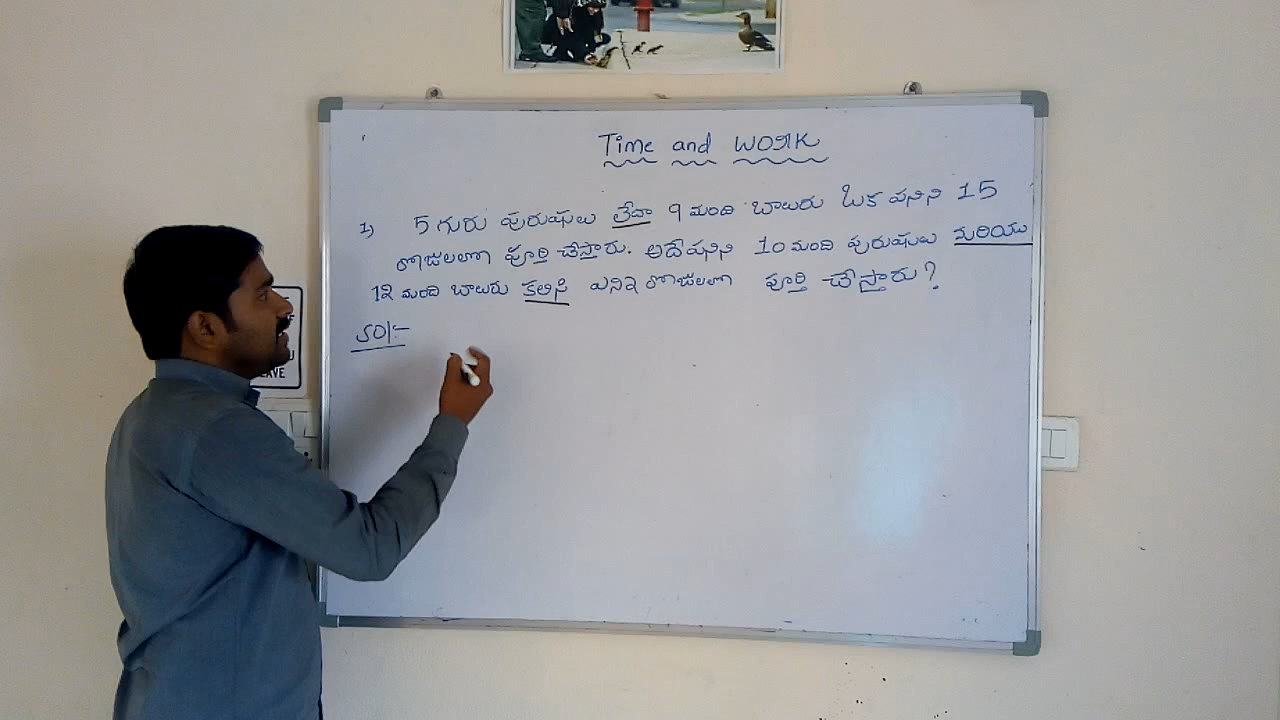 Time and WORK
1) 5 గురు పురుషులు లేదా 9 మంది బాలురు ఒక పనిని 15
రోజులలో పూర్తి చేస్తారు. అదేపనిని 10 మంది పురుషులు మరియు
12 మంది బాలురు కలిసి ఎన్ని రోజులలో పూర్తి చేస్తారు?
Sol:-